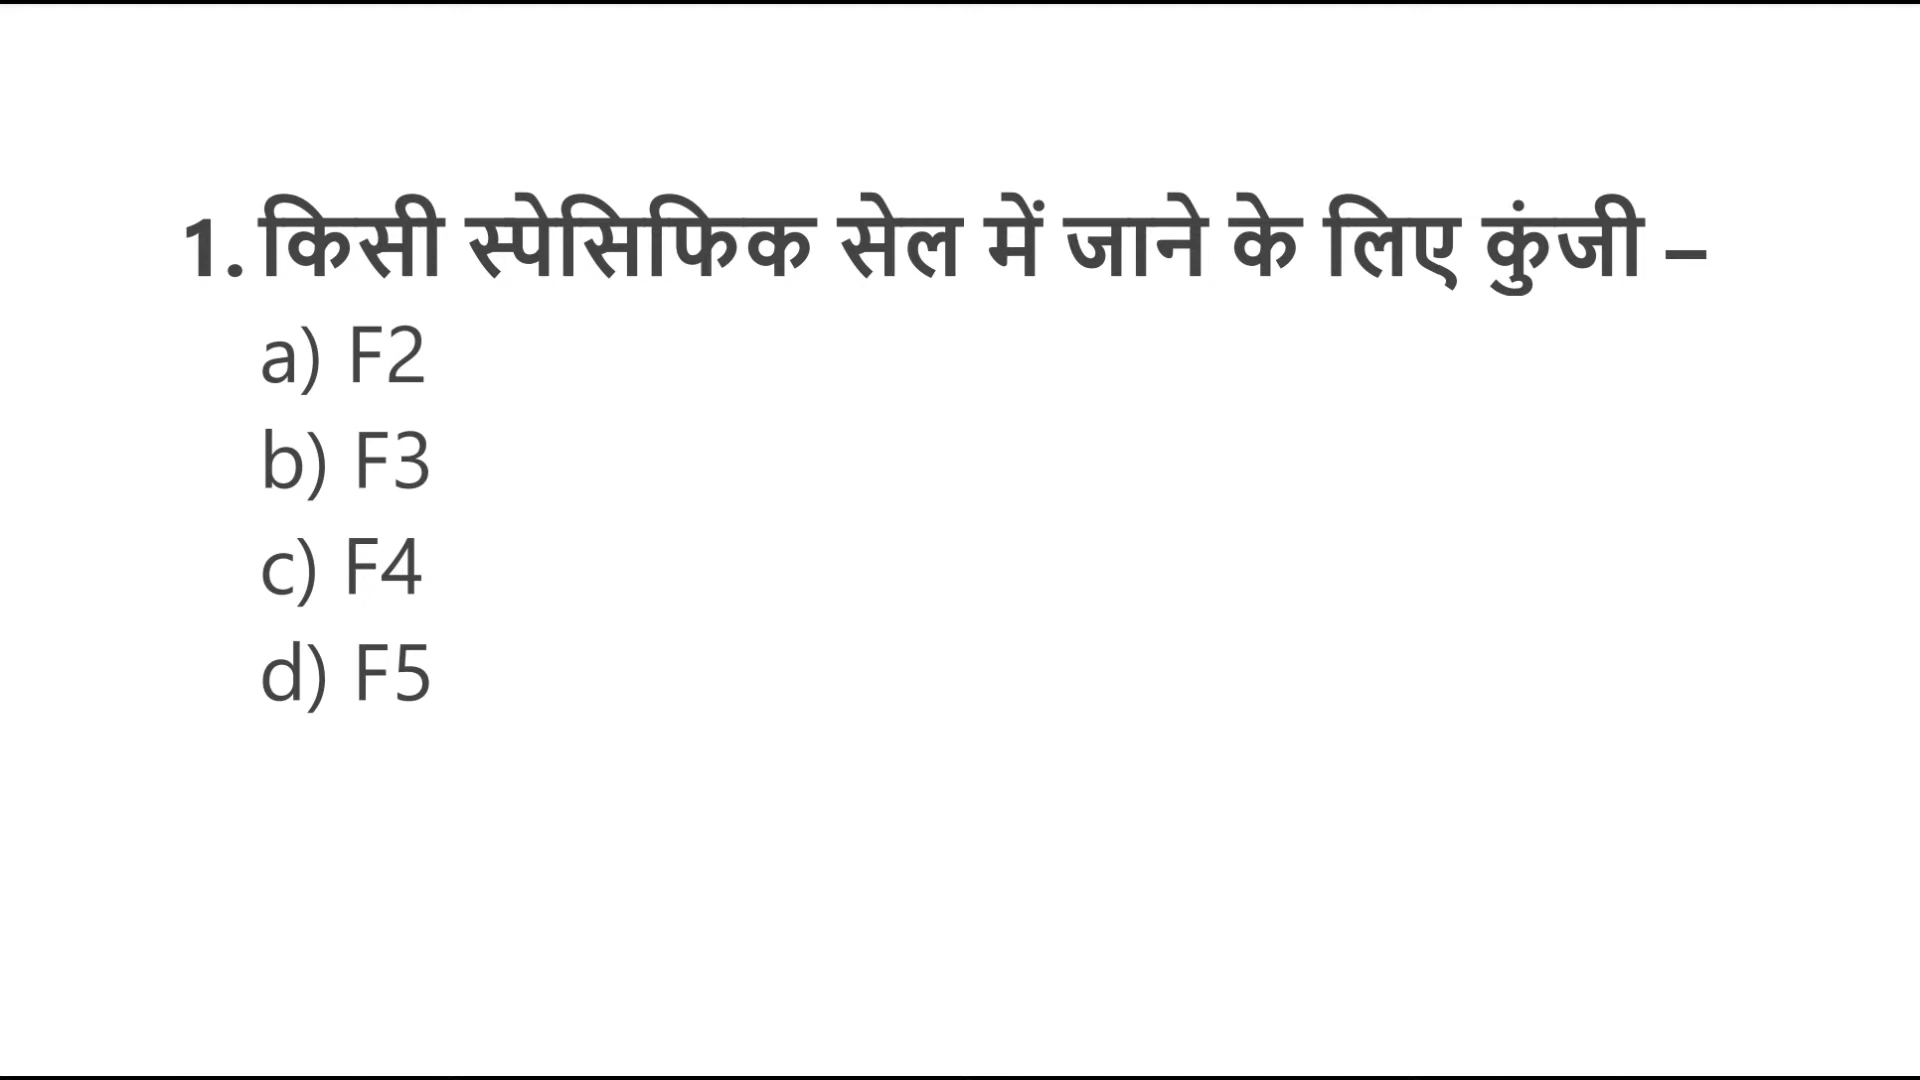 1. किसी स्पेसिफिक सेल में जाने के लिए कुंजी –
a) F2
b) F3
c) F4
d) F5